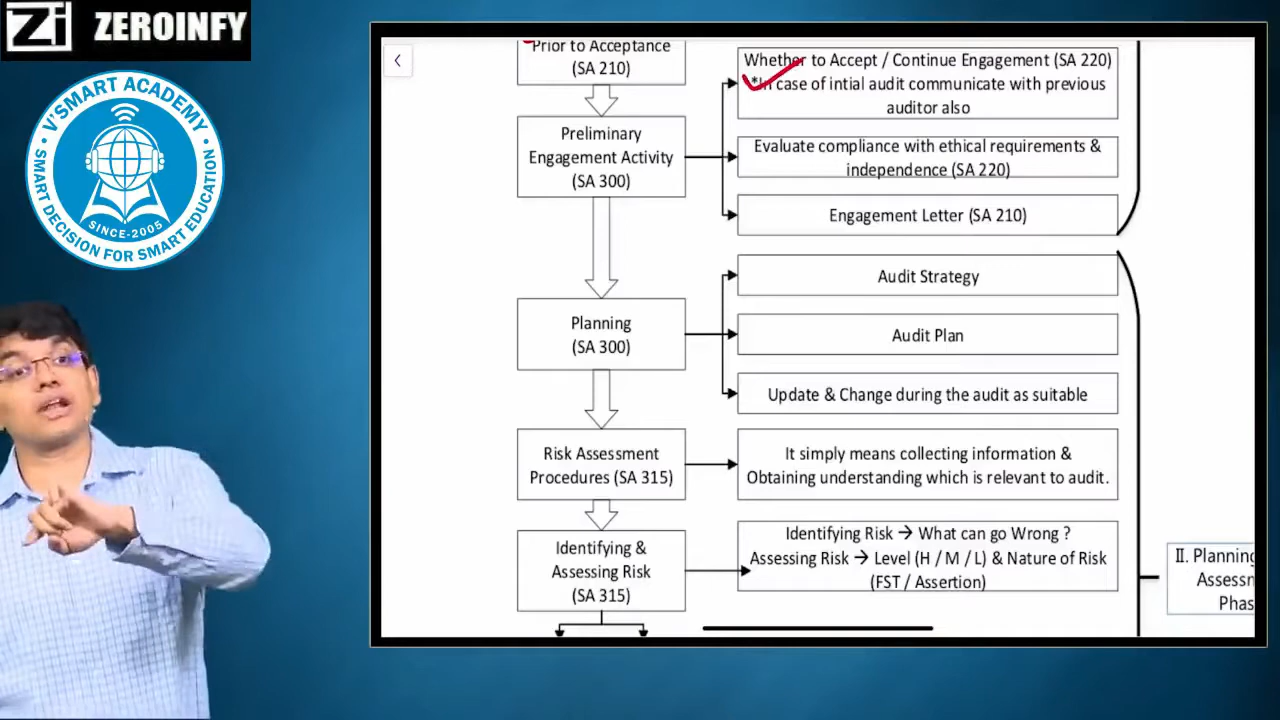 Zi ZEROINFY
V'SMART ACADEMY
SINCE-2005
SMART DECISION FOR SMART EDUCATION
Prior to Acceptance
(SA 210)
Whether to Accept / Continue Engagement (SA 220)
*In case of intial audit communicate with previous
auditor also
Preliminary
Engagement Activity
(SA 300)
Evaluate compliance with ethical requirements &
independence (SA 220)
Engagement Letter (SA 210)
Planning
(SA 300)
Audit Strategy
Audit Plan
Update & Change during the audit as suitable
Risk Assessment
Procedures (SA 315)
It simply means collecting information &
Obtaining understanding which is relevant to audit.
Identifying &
Assessing Risk
(SA 315)
Identifying Risk → What can go Wrong ?
Assessing Risk → Level (H / M / L) & Nature of Risk
(FST / Assertion)
II. Planning
Assessm
Phas